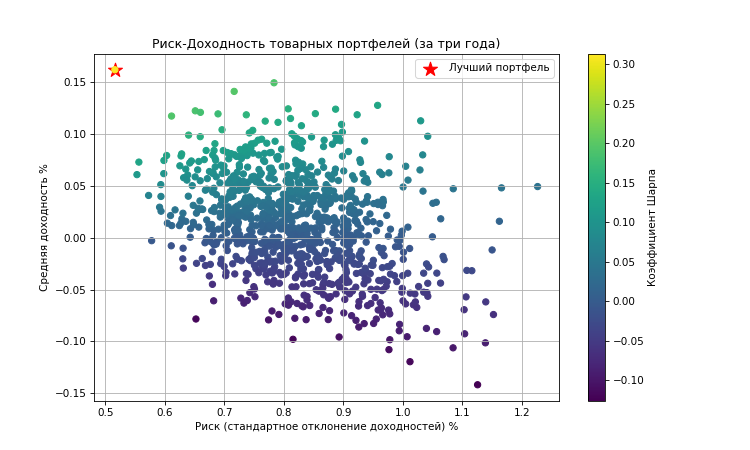 Риск-Доходность товарных портфелей (за три года)
Лучший портфель
Средняя доходность %
0.15
0.10
0.05
0.00
−0.05
−0.10
−0.15
0.5 0.6 0.7 0.8 0.9 1.0 1.1 1.2
Риск (стандартное отклонение доходностей) %
0.30
0.25
0.20
0.15
0.10
0.05
0.00
−0.05
−0.10
Коэффициент Шарпа